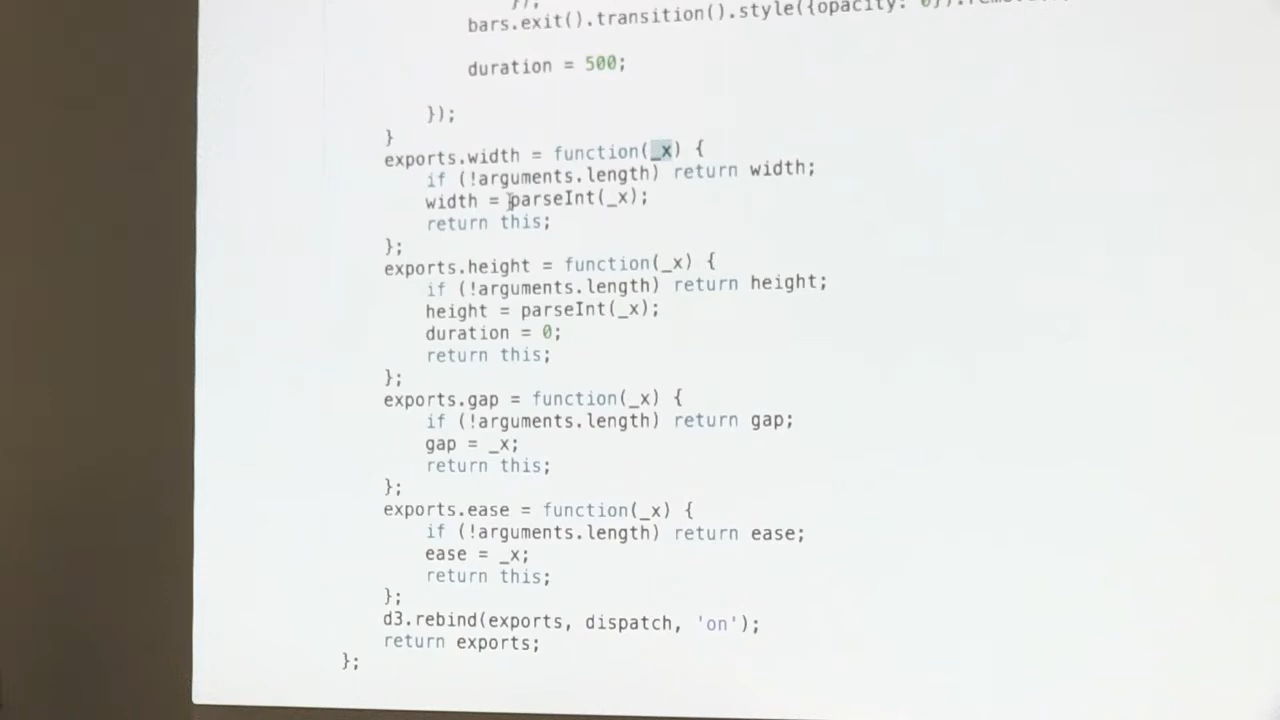 });
bars.exit().transition().style({opacity: 0})
duration = 500;
});
}
exports.width = function(_x) {
if (!arguments.length) return width;
width = parseInt(_x);
return this;
};
exports.height = function(_x) {
if (!arguments.length) return height;
height = parseInt(_x);
duration = 0;
return this;
};
exports.gap = function(_x) {
if (!arguments.length) return gap;
gap = _x;
return this;
};
exports.ease = function(_x) {
if (!arguments.length) return ease;
ease = _x;
return this;
};
d3.rebind(exports, dispatch, 'on');
return exports;
};